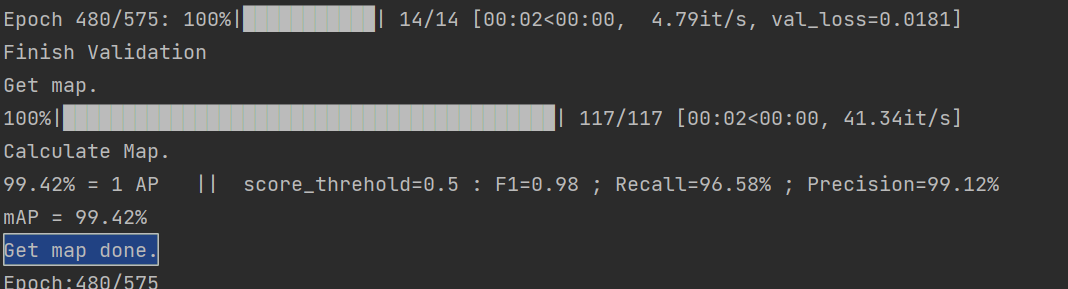 Epoch 480/575: 100%|██████████| 14/14 [00:02<00:00,  4.79it/s, val_loss=0.0181]
Finish Validation
Get map.
100%|██████████████████████████████████████| 117/117 [00:02<00:00, 41.34it/s]
Calculate Map.
99.42% = 1 AP   ||  score_threhold=0.5 : F1=0.98 ; Recall=96.58% ; Precision=99.12%
mAP = 99.42%
Get map done.
Epoch:480/575